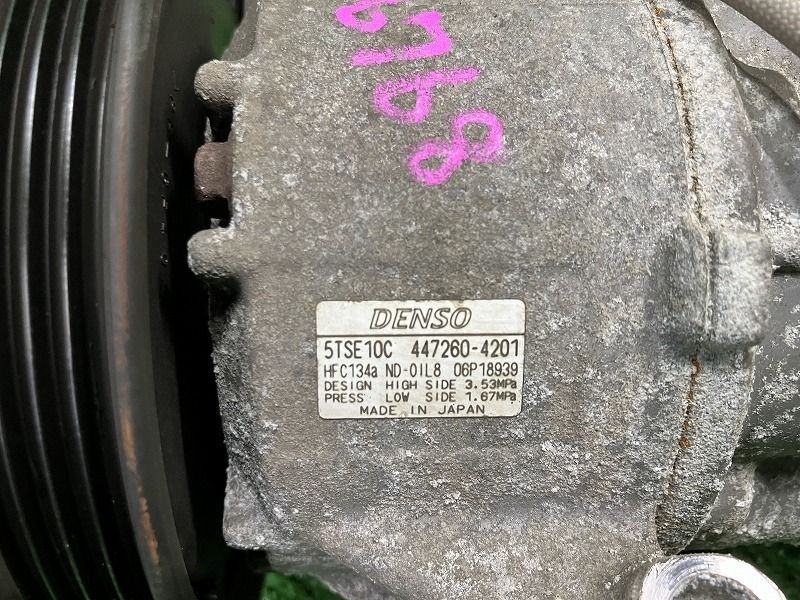 DENSO
5TSE10C 447260-4201
HFC134a ND-OIL8 06P18939
DESIGN HIGH SIDE 3.53MPa
PRESS LOW SIDE 1.67MPa
MADE IN JAPAN